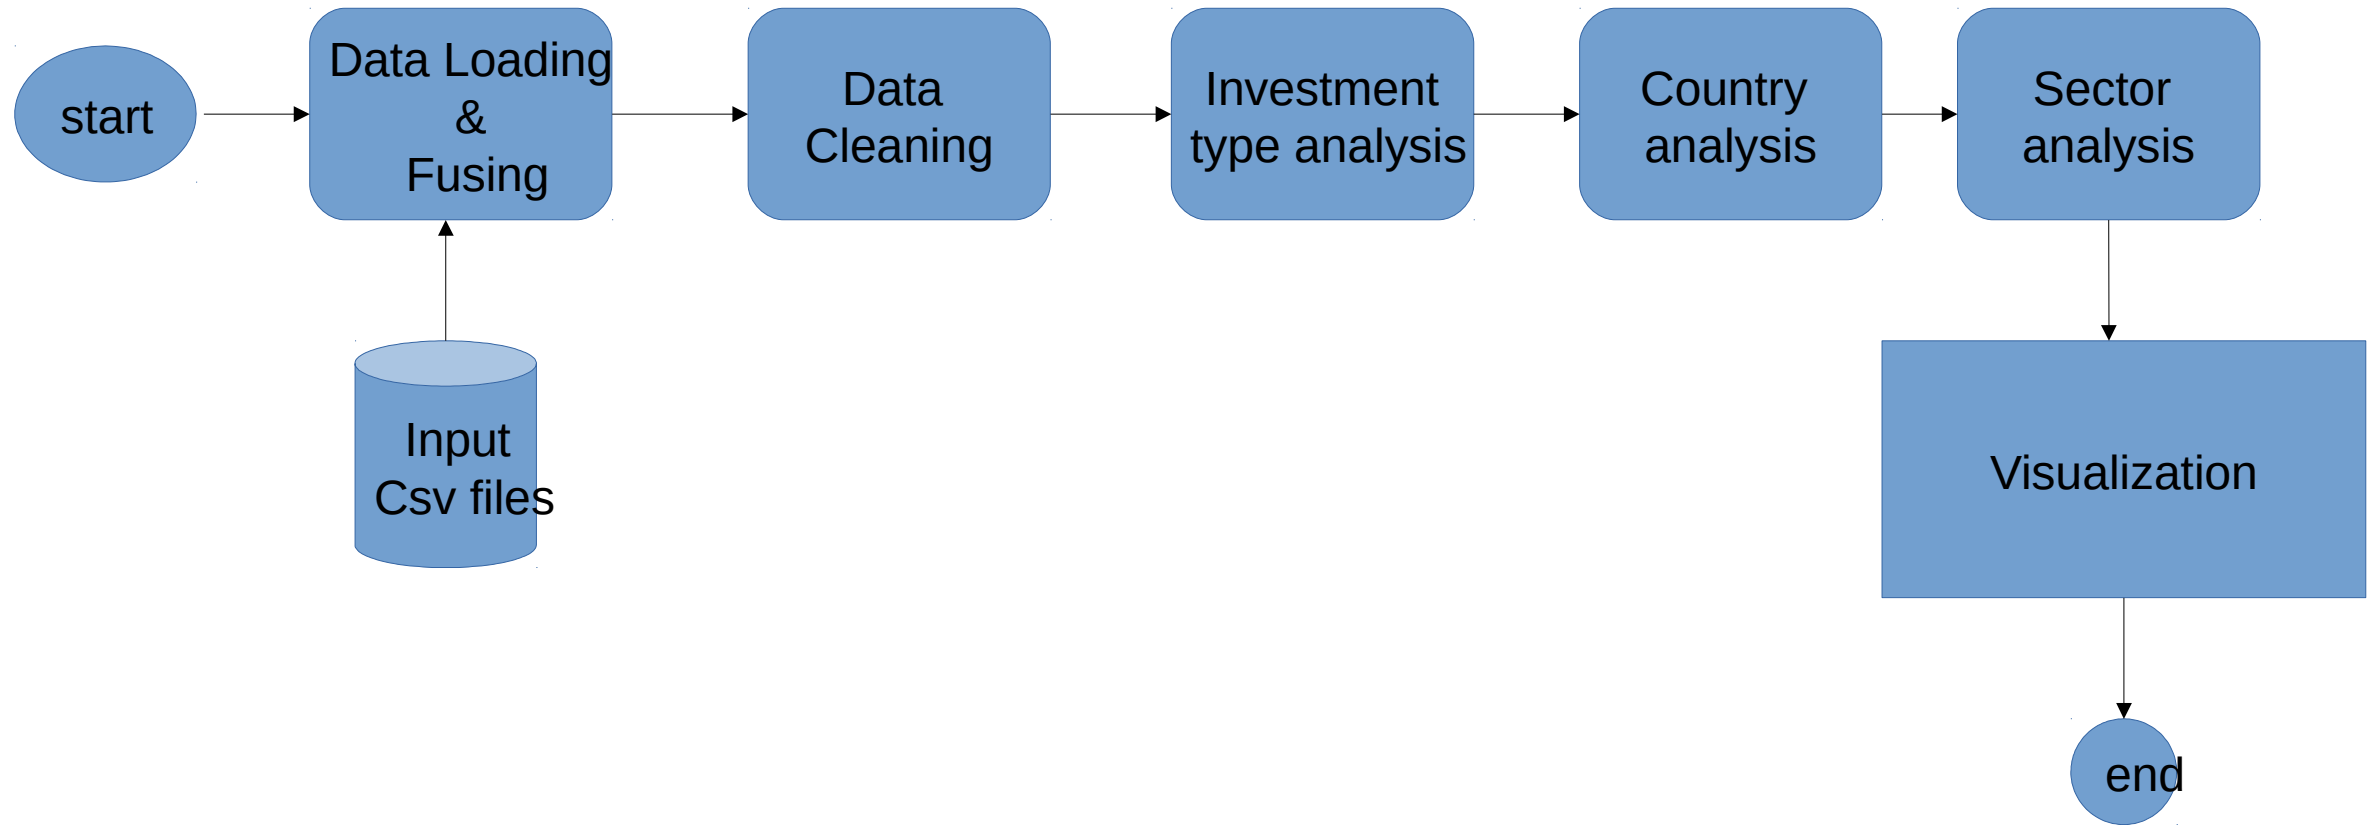 start
Data Loading
&
Fusing
Data
Cleaning
Investment
type analysis
Country
analysis
Sector
analysis
Input
Csv files
Visualization
end